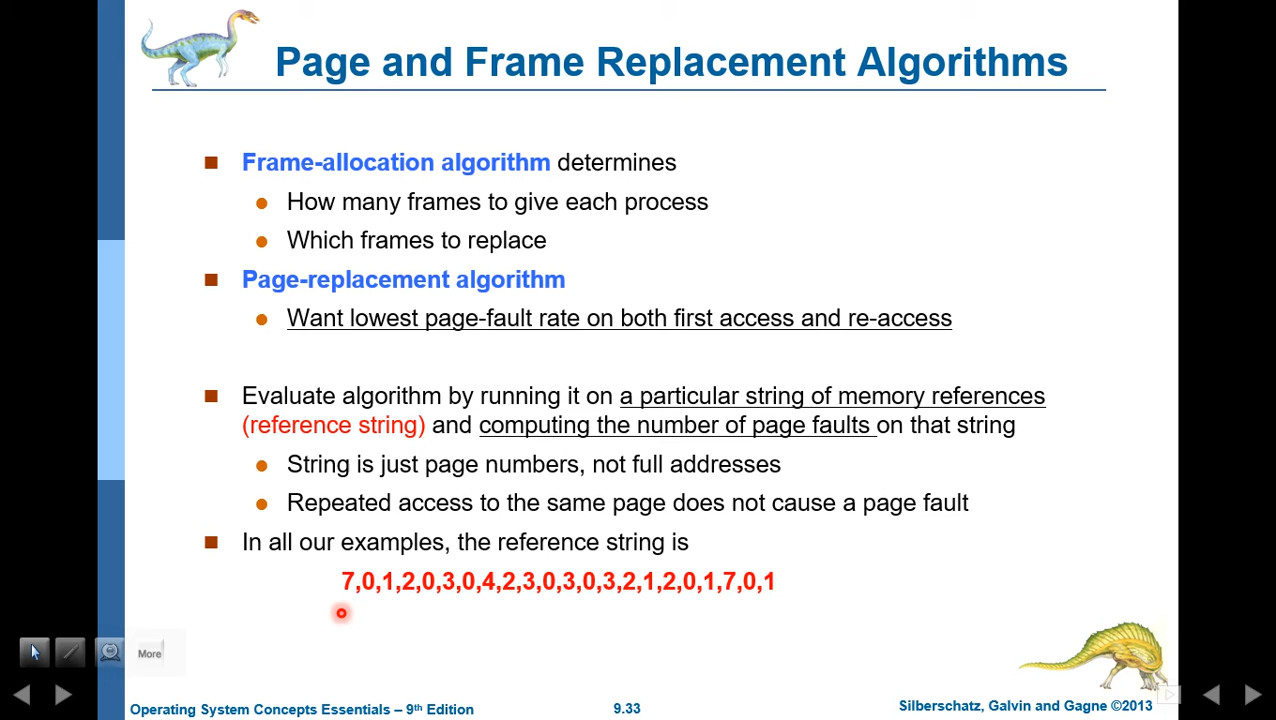 Page and Frame Replacement Algorithms
Frame-allocation algorithm determines
How many frames to give each process
Which frames to replace
Page-replacement algorithm
Want lowest page-fault rate on both first access and re-access
Evaluate algorithm by running it on a particular string of memory references
(reference string) and computing the number of page faults on that string
String is just page numbers, not full addresses
Repeated access to the same page does not cause a page fault
In all our examples, the reference string is
7,0,1,2,0,3,0,4,2,3,0,3,0,3,2,1,2,0,1,7,0,1
More
Operating System Concepts Essentials – 9th Edition
9.33
Silberschatz, Galvin and Gagne ©2013